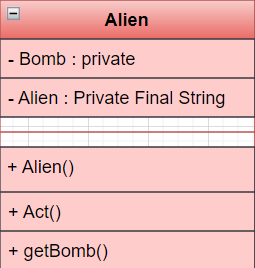 Alien
- Bomb : private
- Alien : Private Final String
+ Alien()
+ Act()
+ getBomb()